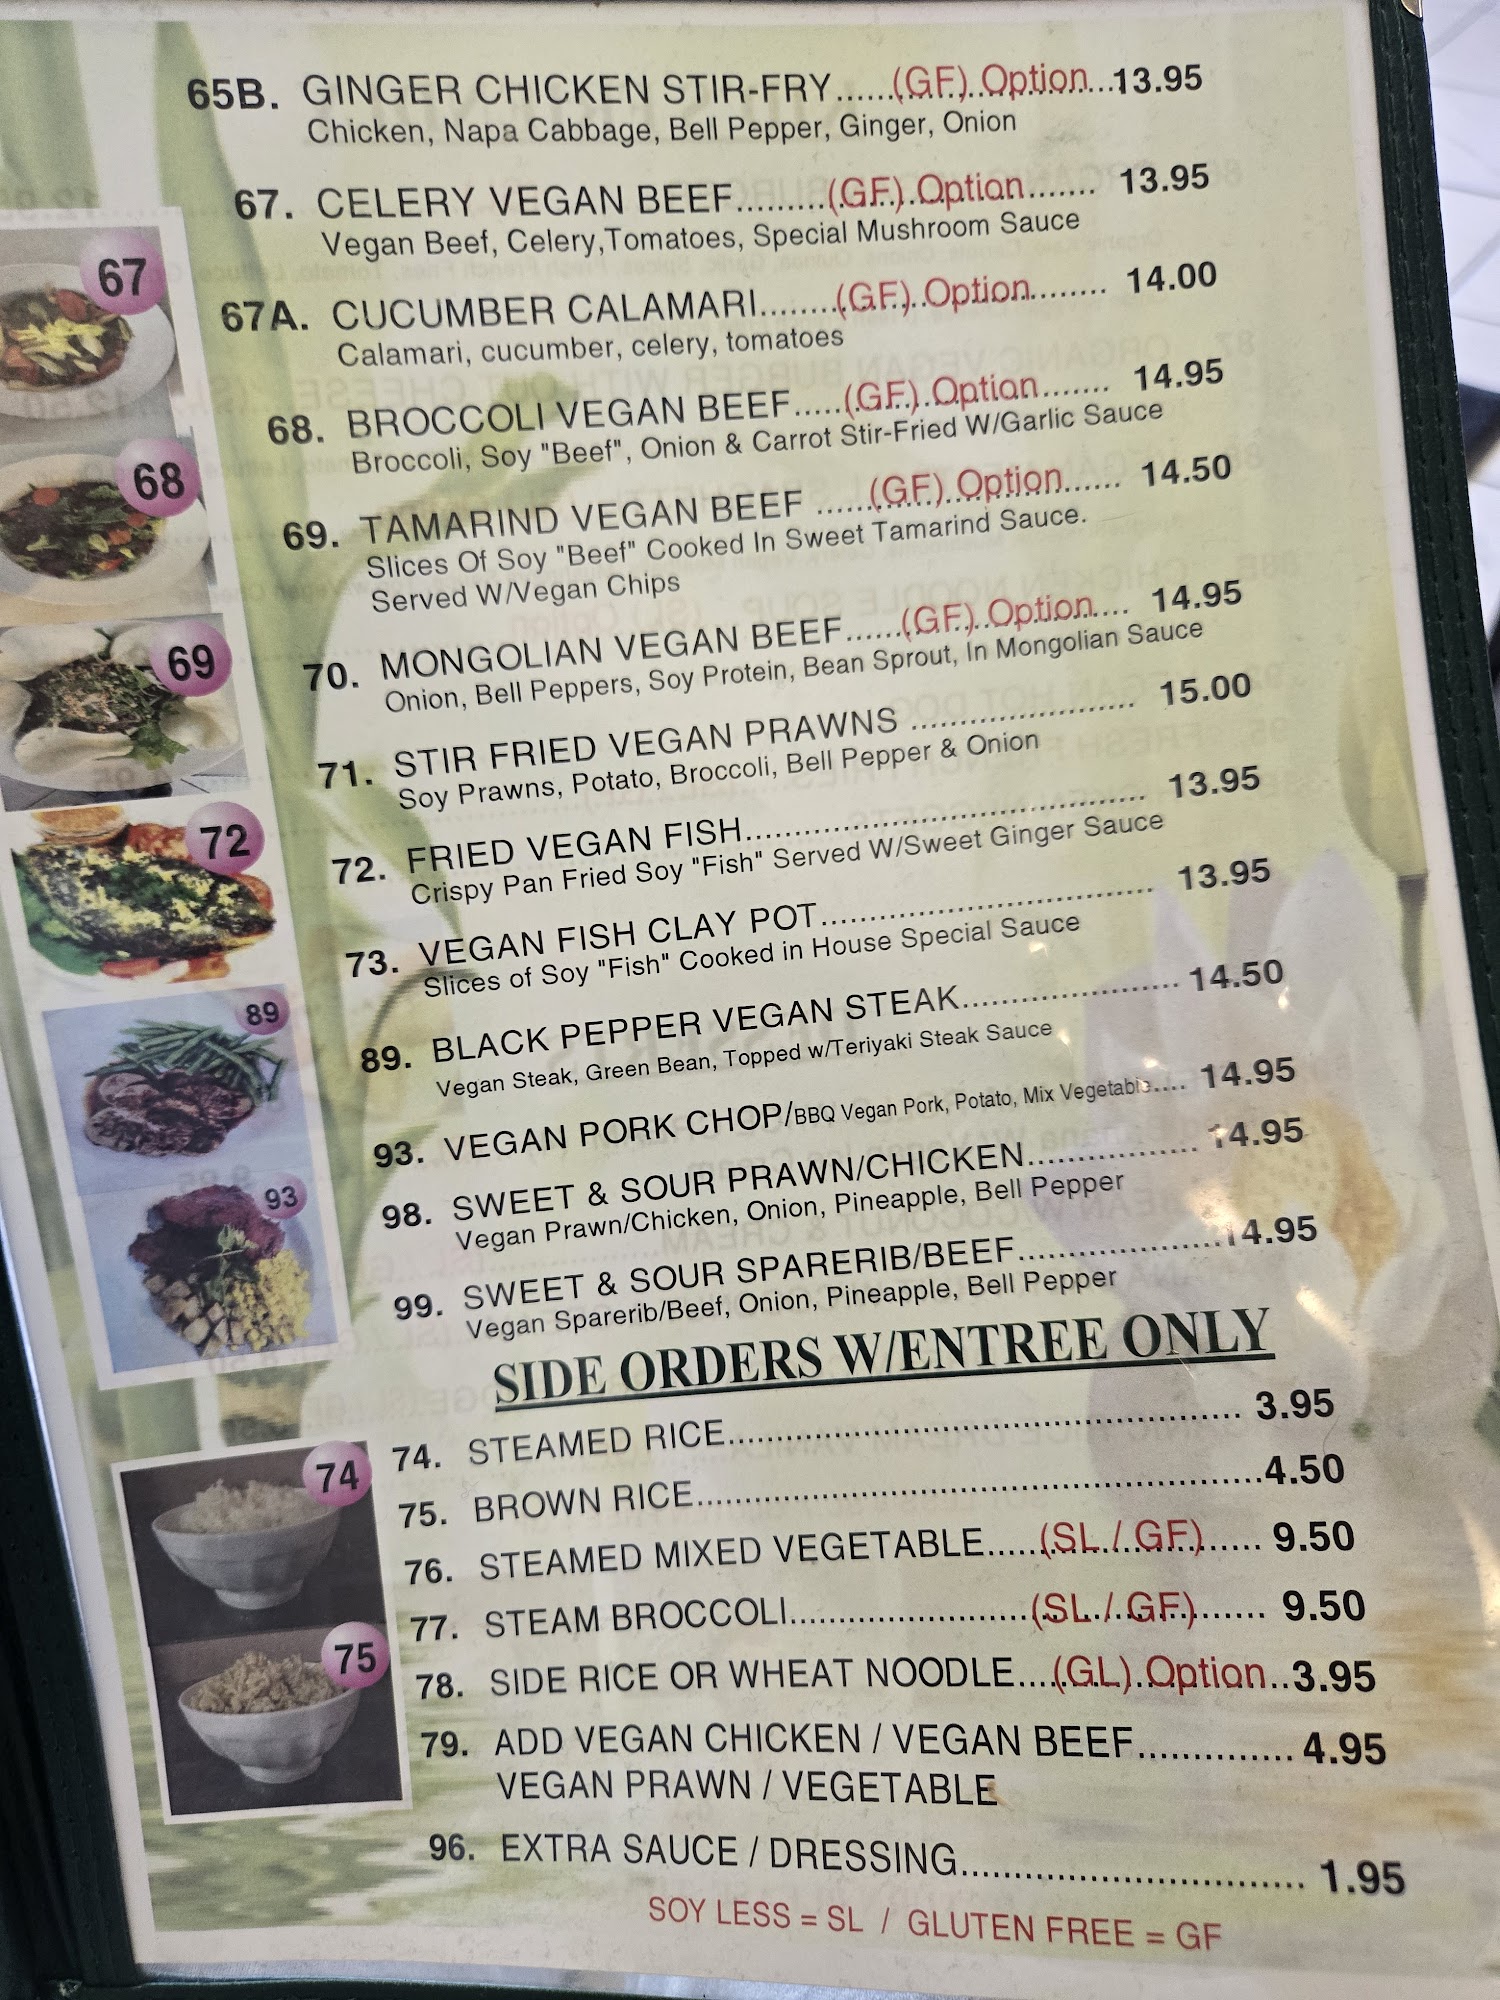 65B. GINGER CHICKEN STIR-FRY......(GF) Option...13.95
Chicken, Napa Cabbage, Bell Pepper, Ginger, Onion
67. CELERY VEGAN BEEF.........(GF) Option....... 13.95
Vegan Beef, Celery,Tomatoes, Special Mushroom Sauce
67A. CUCUMBER CALAMARI.......(GF) Option........ 14.00
Calamari, cucumber, celery, tomatoes
68. BROCCOLI VEGAN BEEF.....(GF) Option....... 14.95
Broccoli, Soy "Beef", Onion & Carrot Stir-Fried W/Garlic Sauce
69. TAMARIND VEGAN BEEF ......(GF) Option...... 14.50
Slices Of Soy "Beef" Cooked In Sweet Tamarind Sauce.
Served W/Vegan Chips
70. MONGOLIAN VEGAN BEEF......(GF) Option.... 14.95
Onion, Bell Peppers, Soy Protein, Bean Sprout, In Mongolian Sauce
71. STIR FRIED VEGAN PRAWNS ........................ 15.00
Soy Prawns, Potato, Broccoli, Bell Pepper & Onion
72. FRIED VEGAN FISH.......................................... 13.95
Crispy Pan Fried Soy "Fish" Served W/Sweet Ginger Sauce
73. VEGAN FISH CLAY POT................................... 13.95
Slices of Soy "Fish" Cooked in House Special Sauce
89. BLACK PEPPER VEGAN STEAK....................... 14.50
Vegan Steak, Green Bean, Topped w/Teriyaki Steak Sauce
93. VEGAN PORK CHOP/BBQ Vegan Pork, Potato, Mix Vegetable.... 14.95
98. SWEET & SOUR PRAWN/CHICKEN.................. 14.95
Vegan Prawn/Chicken, Onion, Pineapple, Bell Pepper
99. SWEET & SOUR SPARERIB/BEEF.....................14.95
Vegan Sparerib/Beef, Onion, Pineapple, Bell Pepper
SIDE ORDERS W/ENTREE ONLY
74. STEAMED RICE..................................................... 3.95
75. BROWN RICE.........................................................4.50
76. STEAMED MIXED VEGETABLE.....(SL / GF)...... 9.50
77. STEAM BROCCOLI........................(SL / GF)....... 9.50
78. SIDE RICE OR WHEAT NOODLE....(GL) Option..3.95
79. ADD VEGAN CHICKEN / VEGAN BEEF.............. 4.95
VEGAN PRAWN / VEGETABLE
96. EXTRA SAUCE / DRESSING................................. 1.95
SOY LESS = SL / GLUTEN FREE = GF
67
68
69
72
89
93
74
75